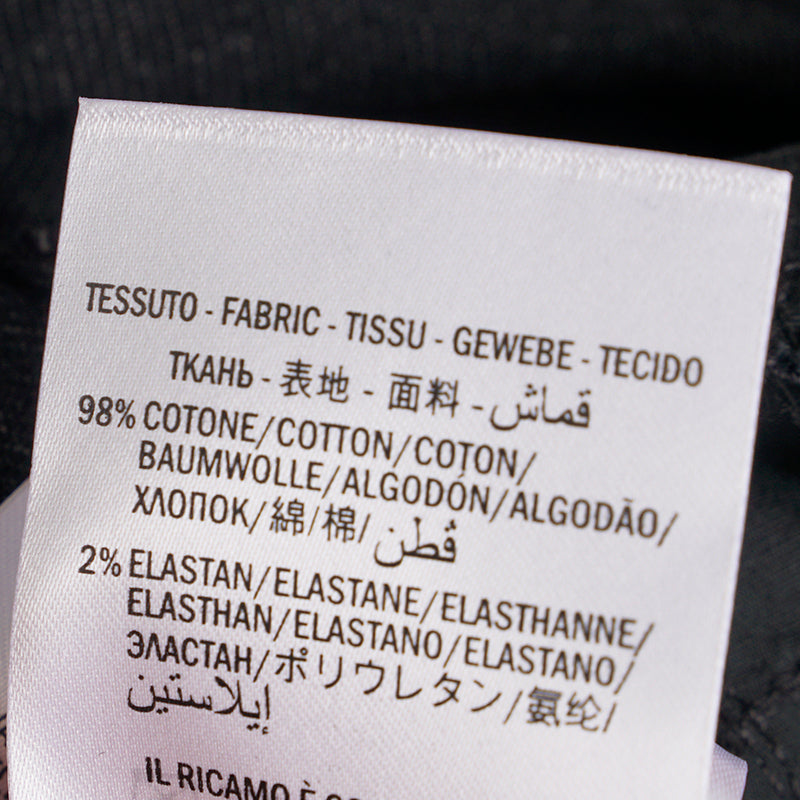 TESSUTO - FABRIC - TISSU - GEWEBE - TECIDO
ТКАНЬ - 表地 - 面料 - قماش
98% COTONE/COTTON/COTON/
BAUMWOLLE/ALGODÓN/ALGODÃO/
ХЛОПОК/綿/棉/قطن
2% ELASTAN/ELASTANE/ELASTHANNE/
ELASTHAN/ELASTANO/ELASTANO/
ЭЛАСТАН/ポリウレタン/氨纶/
إيلاستين
IL RICAMO È